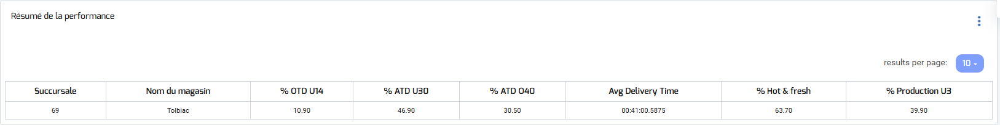 Résumé de la performance
results per page: 10
Succursale Nom du magasin % OTD U14 % ATD U30 % ATD O40 Avg Delivery Time % Hot & fresh % Production U3
69 Tolbiac 10.90 46.90 30.50 00:41:00.5875 63.70 39.90